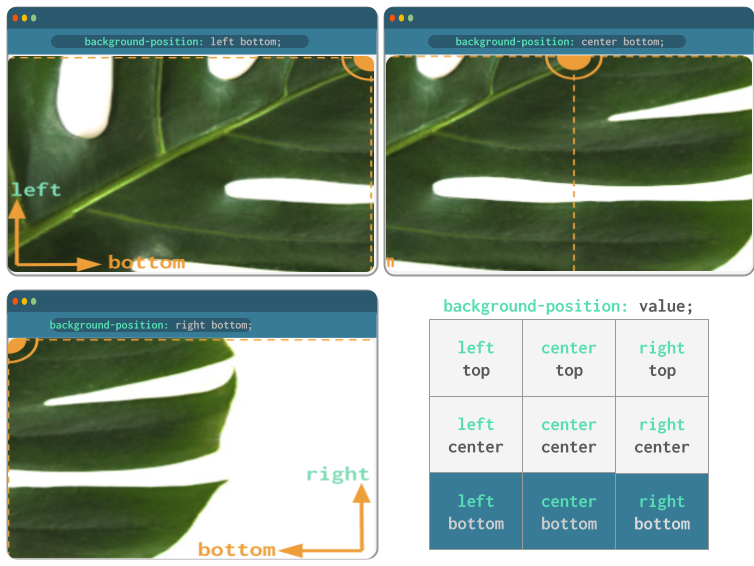 background-position: left bottom;
left
bottom
background-position: center bottom;
m
background-position: right bottom;
right
bottom
background-position: value;
left center right
top top top
left center right
center center center
left center right
bottom bottom bottom